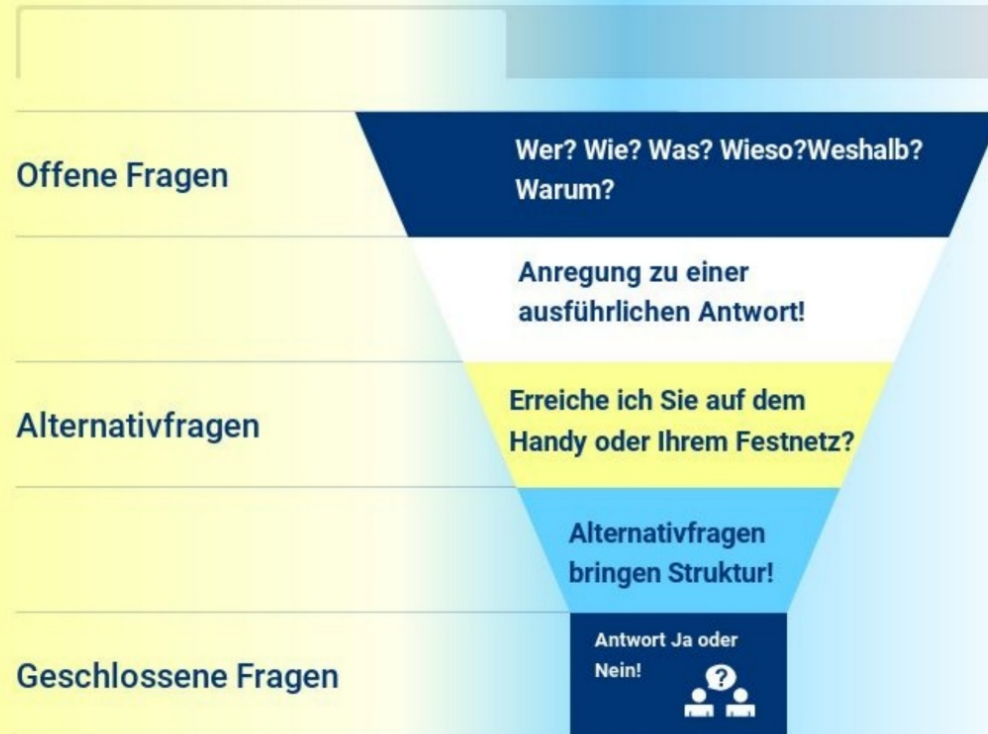 Offene Fragen
Wer? Wie? Was? Wieso?Weshalb?
Warum?
Anregung zu einer
ausführlichen Antwort!
Alternativfragen
Erreiche ich Sie auf dem
Handy oder Ihrem Festnetz?
Alternativfragen
bringen Struktur!
Geschlossene Fragen
Antwort Ja oder
Nein!
?